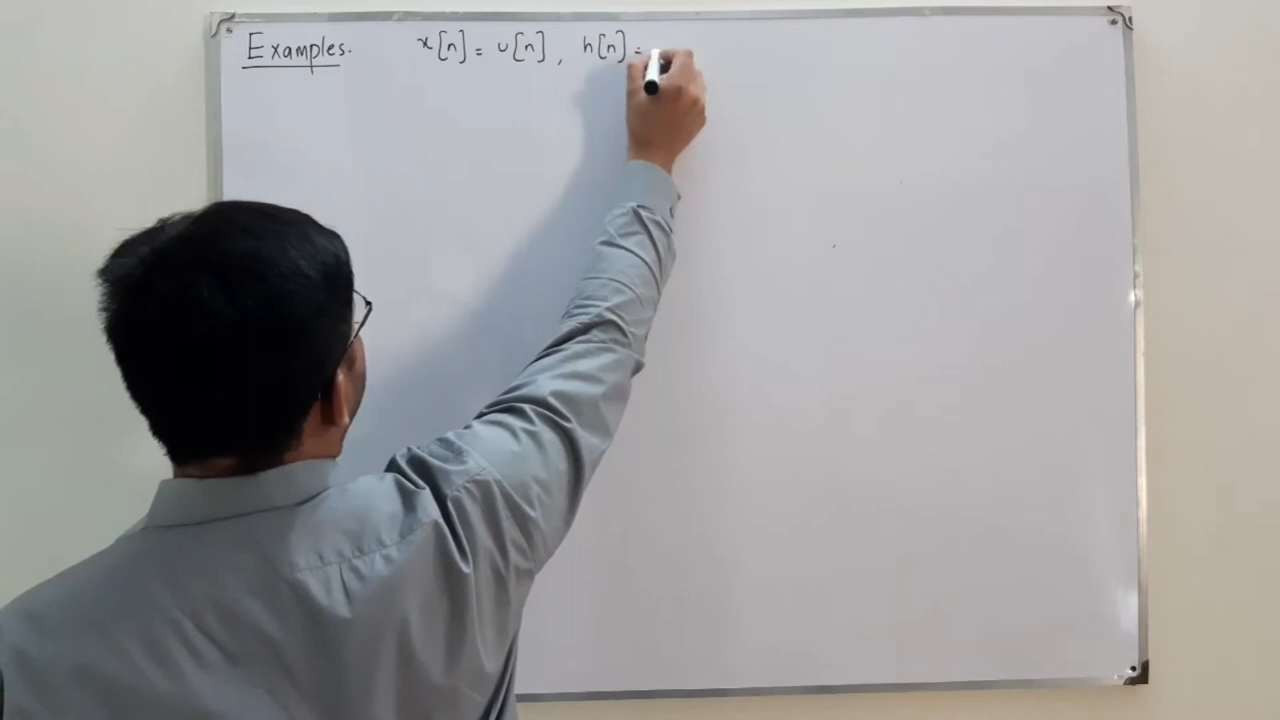 Examples. x[n] = u[n], h[n] =